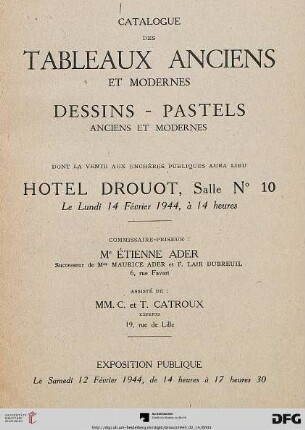 CATALOGUE
DES
TABLEAUX ANCIENS
ET MODERNES
DESSINS - PASTELS
ANCIENS ET MODERNES
DONT LA VENTE AUX ENCHÈRES PUBLIQUES AURA LIEU
HOTEL DROUOT, Salle N° 10
Le Lundi 14 Février 1944, à 14 heures
COMMISSAIRE-PRISEUR :
Me ÉTIENNE ADER
Successeur de Mes MAURICE ADER et F. LAIR DUBREUIL
6, rue Favart
ASSISTÉ DE :
MM. C. et T. CATROUX
EXPERTS
19, rue de Lille
EXPOSITION PUBLIQUE
Le Samedi 12 Février 1944, de 14 heures à 17 heures 30
DFG